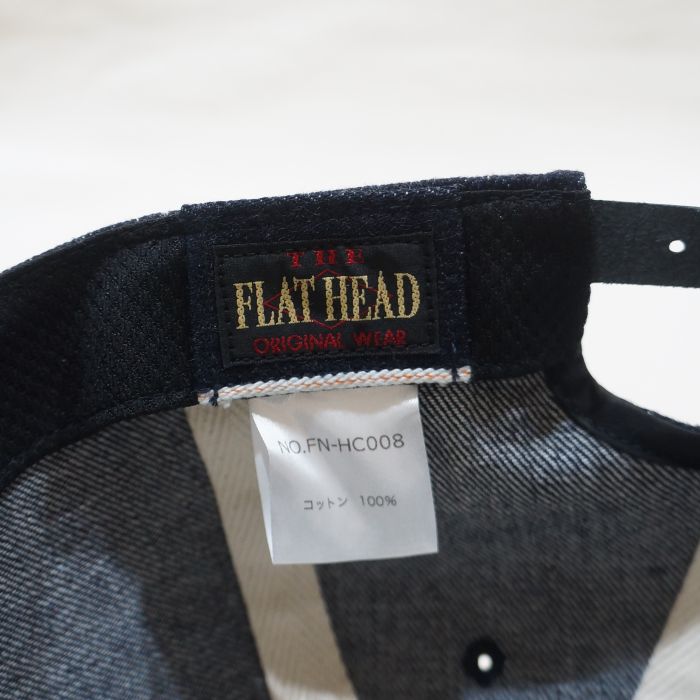 THE
FLAT HEAD
ORIGINAL WEAR
NO.FN-HC008
コットン 100%